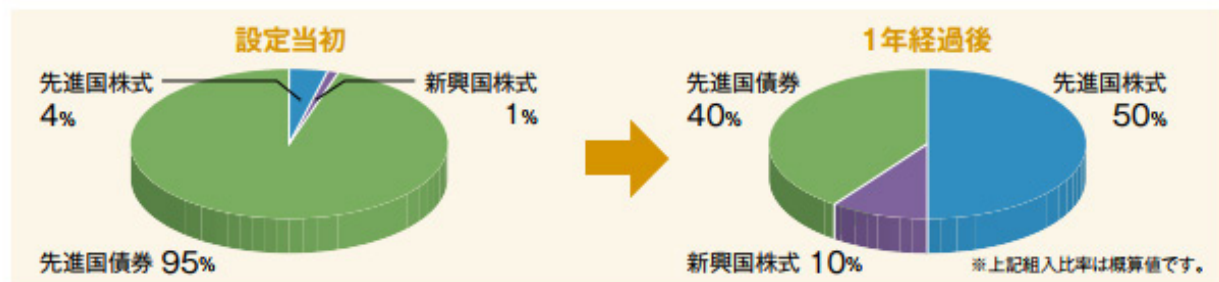 設定当初
先進国株式
4%
新興国株式
1%
先進国債券 95%
1年経過後
先進国債券
40%
先進国株式
50%
新興国株式 10%
※上記組入比率は概算値です。